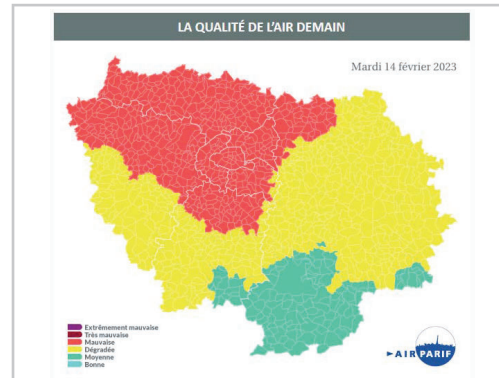 LA QUALITÉ DE L'AIR DEMAIN
Mardi 14 février 2023
Extrêmement mauvaise
Très mauvaise
Mauvaise
Dégradée
Moyenne
Bonne
AIRPARIF